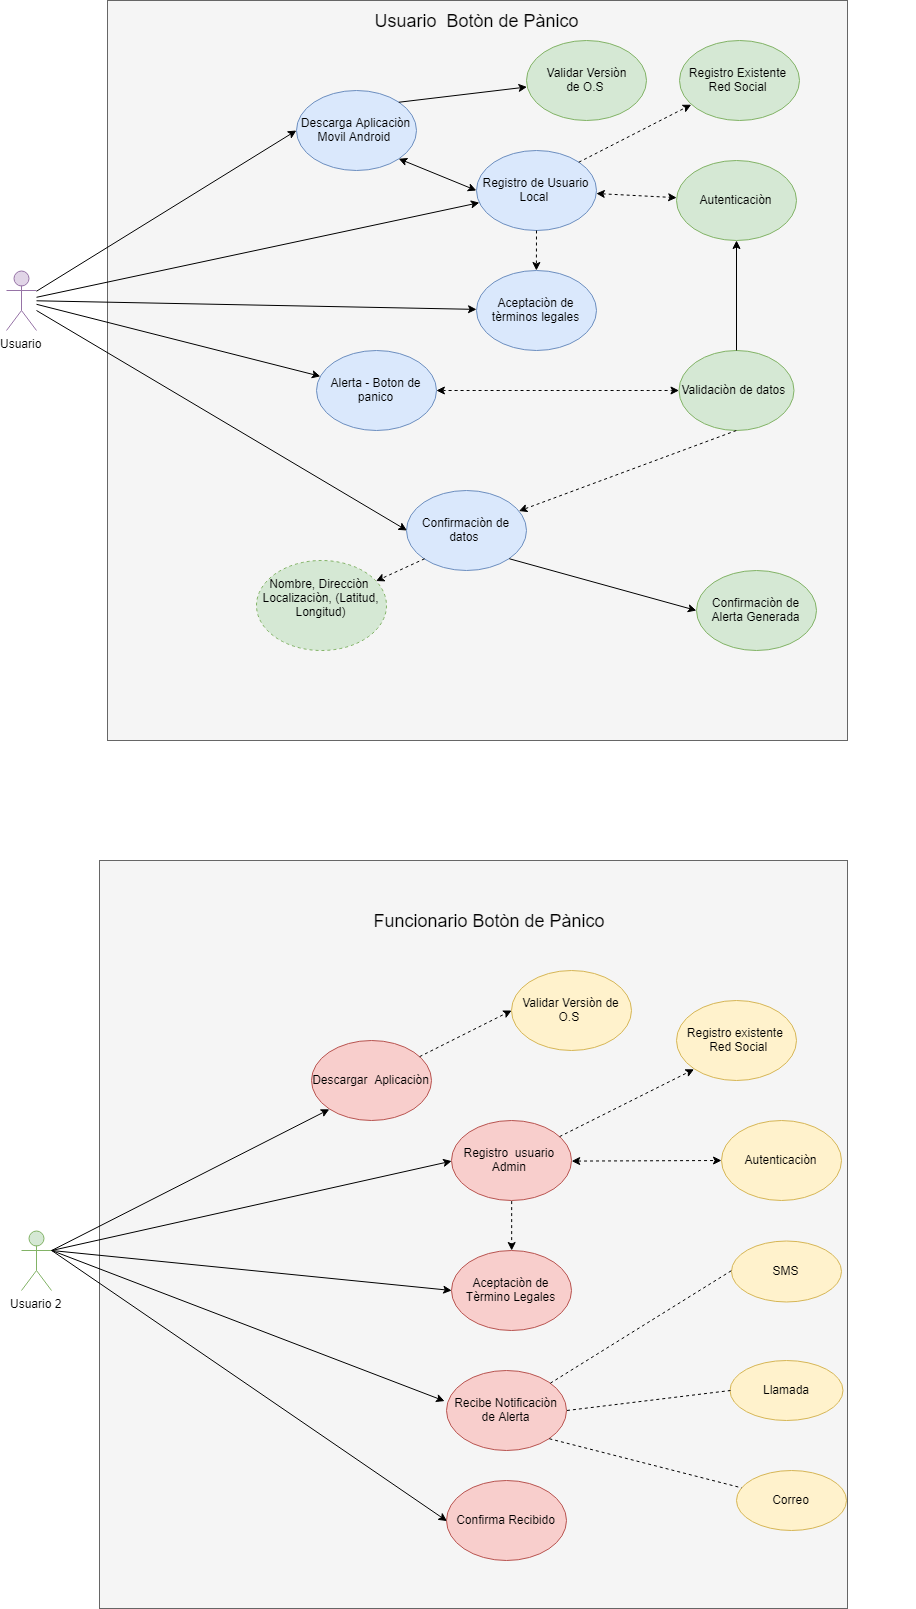 Usuario  Botòn de Pànico
Validar Versiòn
de O.S
Registro Existente
Red Social
Descarga Aplicaciòn
Movil Android
Registro de Usuario
Local
Autenticaciòn
Usuario
Aceptaciòn de
tèrminos legales
Alerta - Boton de
panico
Validaciòn de datos
Confirmaciòn de
datos
Nombre, Direcciòn
Localizaciòn, (Latitud,
Longitud)
Confirmaciòn de
Alerta Generada
Funcionario Botòn de Pànico
Validar Versiòn de
O.S
Registro existente
Red Social
Descargar  Aplicaciòn
Registro  usuario
Admin
Autenticaciòn
Usuario 2
Aceptaciòn de
Tèrmino Legales
SMS
Recibe Notificaciòn
de Alerta
Llamada
Confirma Recibido
Correo